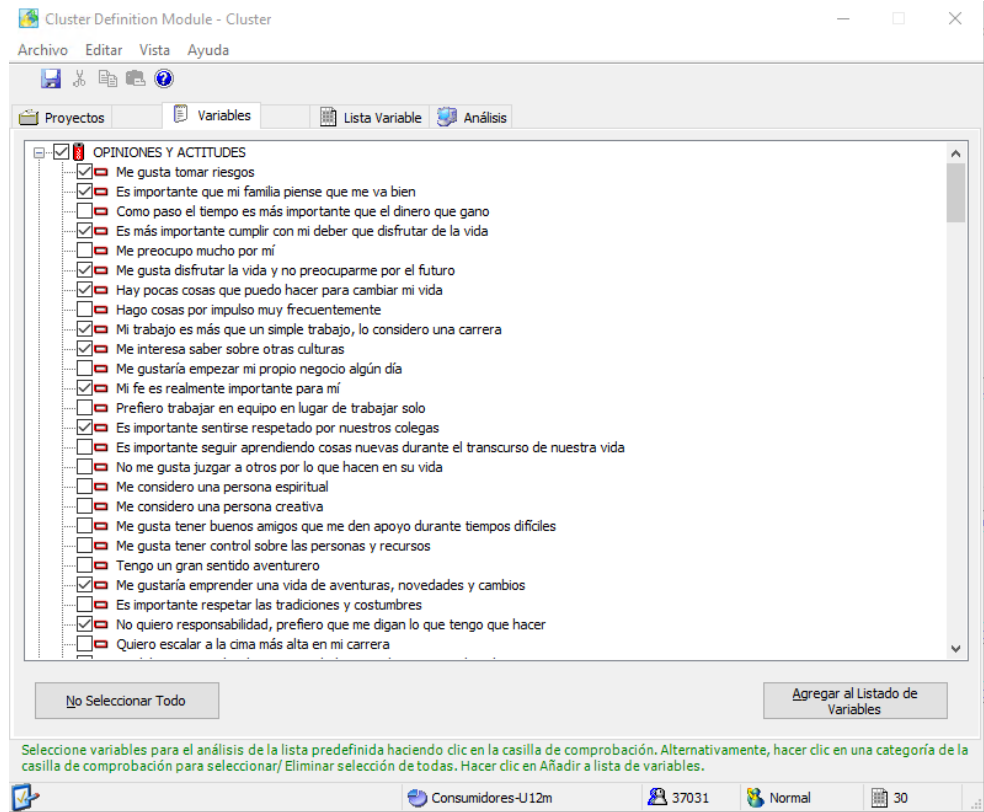 Cluster Definition Module - Cluster
Archivo Editar Vista Ayuda
Proyectos Variables Lista Variable Análisis
OPINIONES Y ACTITUDES
Me gusta tomar riesgos
Es importante que mi familia piense que me va bien
Como paso el tiempo es más importante que el dinero que gano
Es más importante cumplir con mi deber que disfrutar de la vida
Me preocupo mucho por mí
Me gusta disfrutar la vida y no preocuparme por el futuro
Hay pocas cosas que puedo hacer para cambiar mi vida
Hago cosas por impulso muy frecuentemente
Mi trabajo es más que un simple trabajo, lo considero una carrera
Me interesa saber sobre otras culturas
Me gustaría empezar mi propio negocio algún día
Mi fe es realmente importante para mí
Prefiero trabajar en equipo en lugar de trabajar solo
Es importante sentirse respetado por nuestros colegas
Es importante seguir aprendiendo cosas nuevas durante el transcurso de nuestra vida
No me gusta juzgar a otros por lo que hacen en su vida
Me considero una persona espiritual
Me considero una persona creativa
Me gusta tener buenos amigos que me den apoyo durante tiempos difíciles
Me gusta tener control sobre las personas y recursos
Tengo un gran sentido aventurero
Me gustaría emprender una vida de aventuras, novedades y cambios
Es importante respetar las tradiciones y costumbres
No quiero responsabilidad, prefiero que me digan lo que tengo que hacer
Quiero escalar a la cima más alta en mi carrera
No Seleccionar Todo
Agregar al Listado de
Variables
Seleccione variables para el análisis de la lista predefinida haciendo clic en la casilla de comprobación. Alternativamente, hacer clic en una categoría de la
casilla de comprobación para seleccionar/ Eliminar selección de todas. Hacer clic en Añadir a lista de variables.
Consumidores-U12m 37031 Normal 30